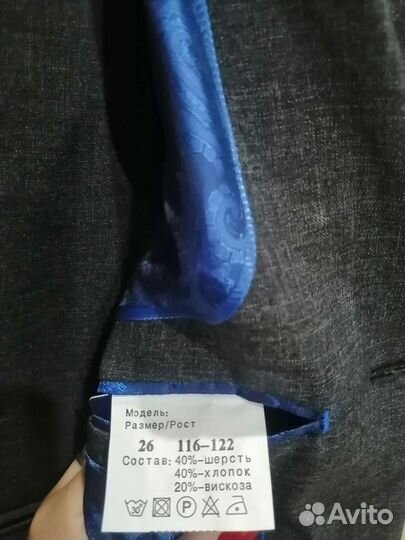 Модель:
Размер/Рост
26 116–122
Состав: 40%–шерсть
40%–хлопок
20%–вискоза
30°
P
Avito